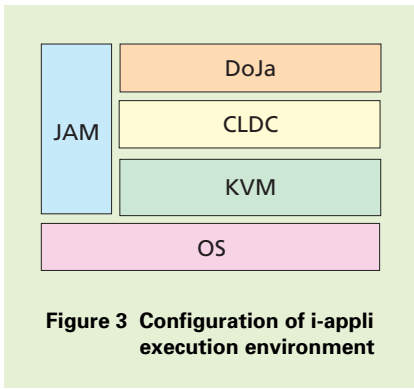 DoJa
JAM
CLDC
KVM
OS
Figure 3 Configuration of i-appli
execution environment